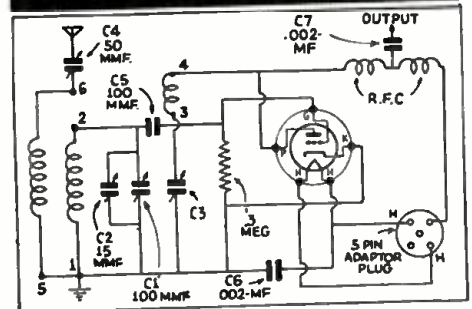 C4
50
MMF.
6
C5
100
MMF.
4
3
2
C7
.002-
MF
OUTPUT
R.F.C
G
P
K
H
H
C2
15
MMF
C1
100 MMF
C3
.3
MEG
C6
.002-MF
H
5 PIN
ADAPTOR
PLUG
H
5
1